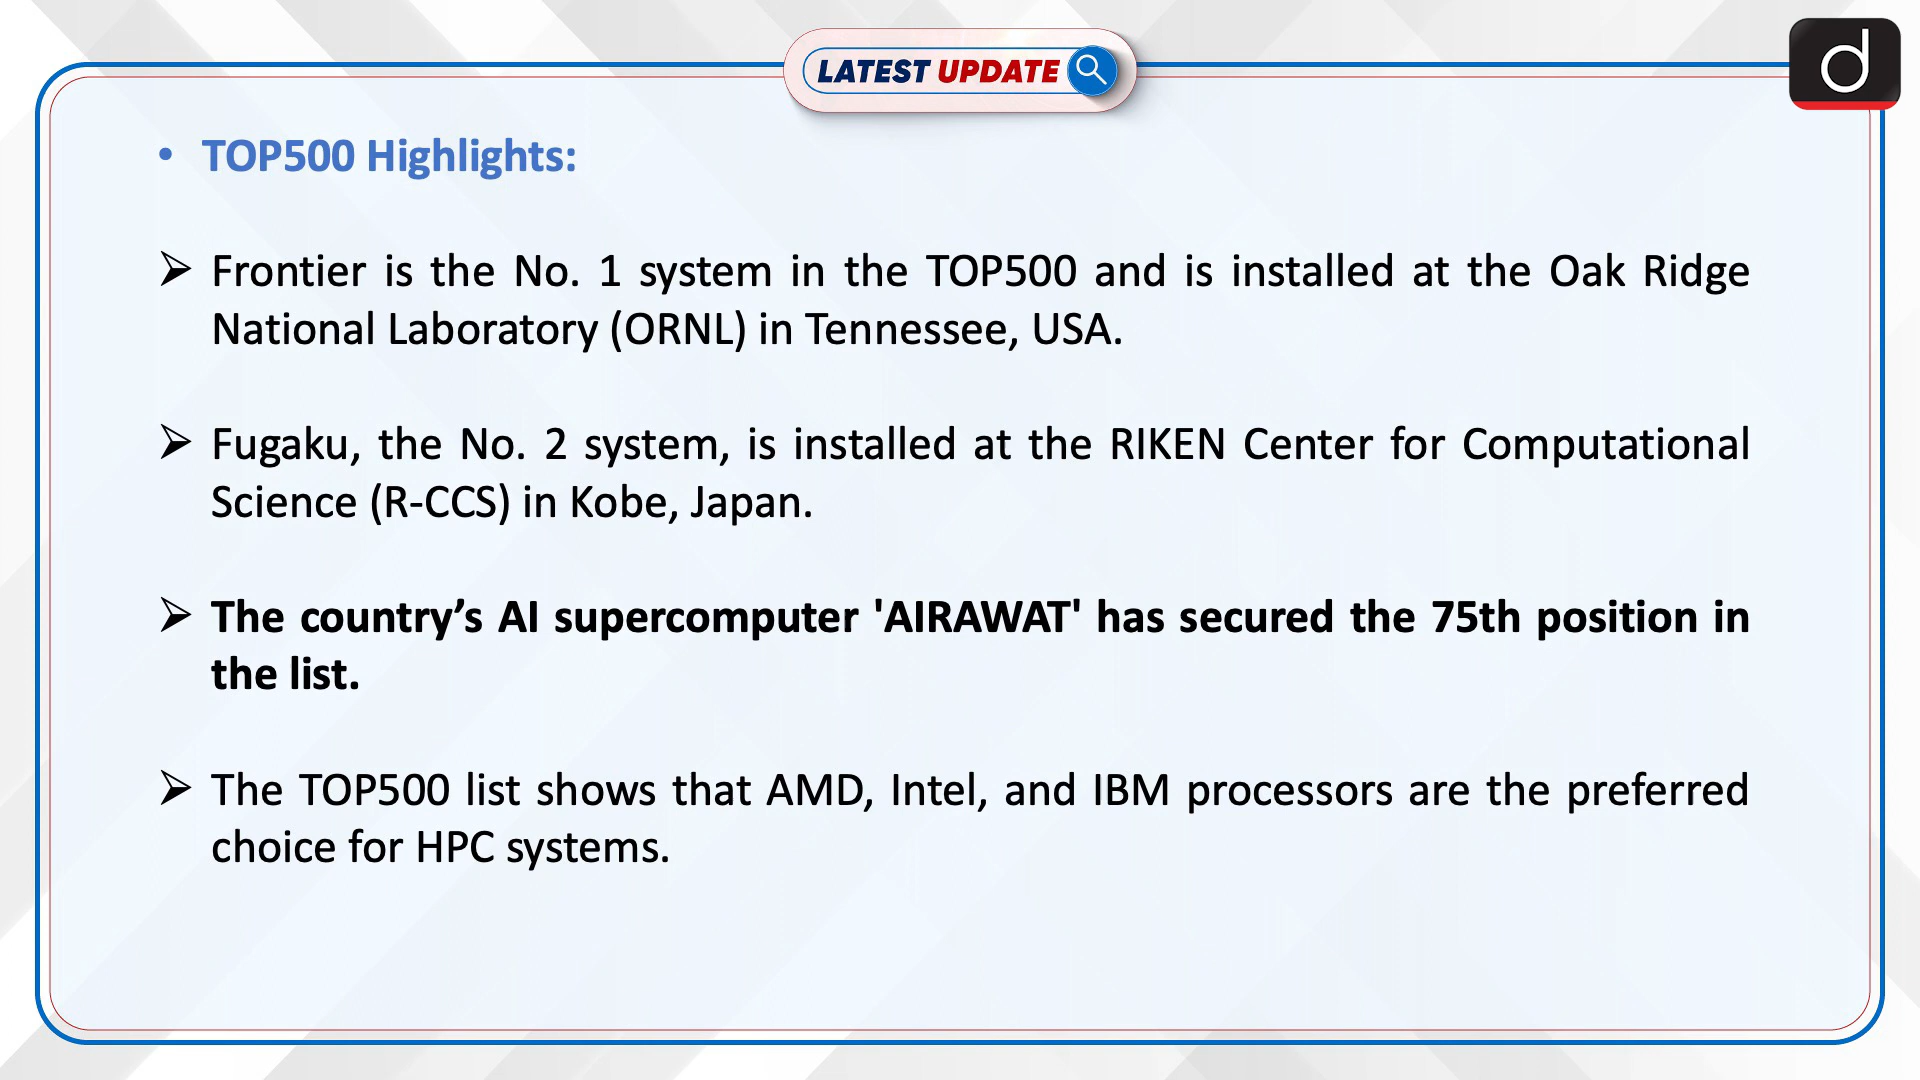 LATEST UPDATE
d
• TOP500 Highlights:
➢ Frontier is the No. 1 system in the TOP500 and is installed at the Oak Ridge
National Laboratory (ORNL) in Tennessee, USA.
➢ Fugaku, the No. 2 system, is installed at the RIKEN Center for Computational
Science (R-CCS) in Kobe, Japan.
➢ The country’s AI supercomputer 'AIRAWAT' has secured the 75th position in
the list.
➢ The TOP500 list shows that AMD, Intel, and IBM processors are the preferred
choice for HPC systems.